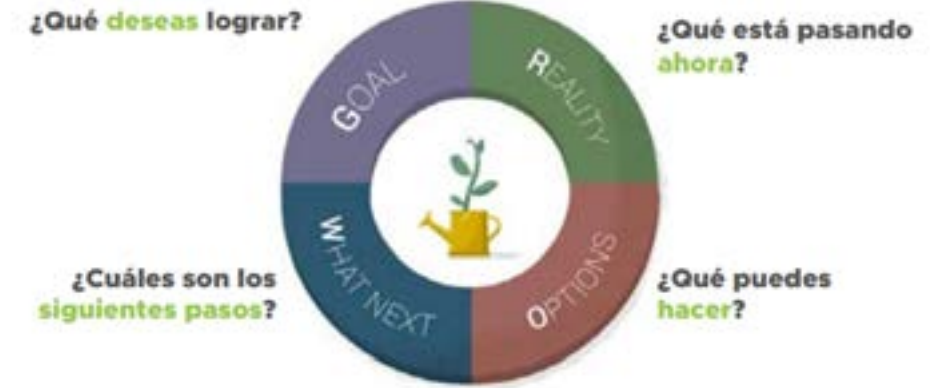 ¿Qué deseas lograr?
GOAL
REALITY
¿Qué está pasando
ahora?
WHAT NEXT
OPTIONS
¿Cuáles son los
siguientes pasos?
¿Qué puedes
hacer?